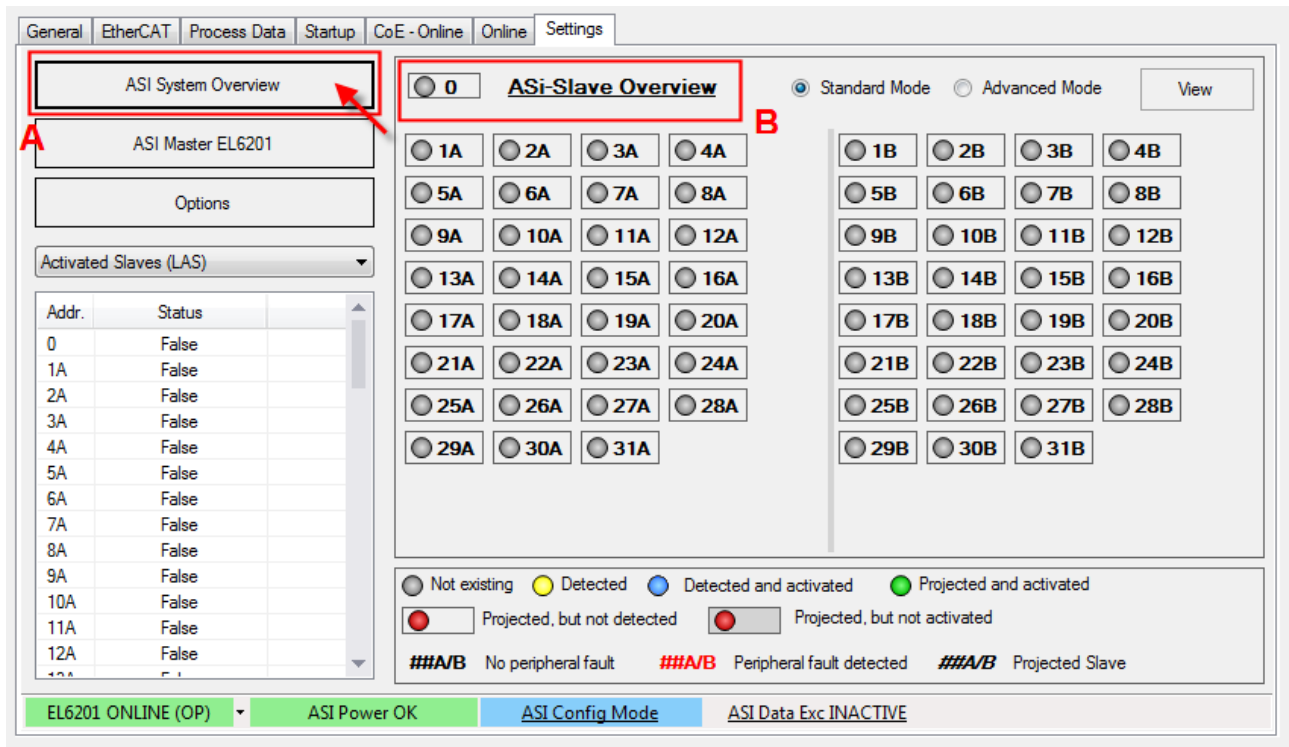 General EtherCAT Process Data Startup CoE - Online Online Settings
ASI System Overview
A
ASI Master EL6201
Options
Activated Slaves (LAS)
Addr. Status
0 False
1A False
2A False
3A False
4A False
5A False
6A False
7A False
8A False
9A False
10A False
11A False
12A False
0 ASi-Slave Overview
B
Standard Mode Advanced Mode View
1A 2A 3A 4A 1B 2B 3B 4B
5A 6A 7A 8A 5B 6B 7B 8B
9A 10A 11A 12A 9B 10B 11B 12B
13A 14A 15A 16A 13B 14B 15B 16B
17A 18A 19A 20A 17B 18B 19B 20B
21A 22A 23A 24A 21B 22B 23B 24B
25A 26A 27A 28A 25B 26B 27B 28B
29A 30A 31A 29B 30B 31B
Not existing Detected Detected and activated Projected and activated
Projected, but not detected Projected, but not activated
##A/B No peripheral fault ##A/B Peripheral fault detected ##A/B Projected Slave
EL6201 ONLINE (OP) ASI Power OK ASI Config Mode ASI Data Exc INACTIVE